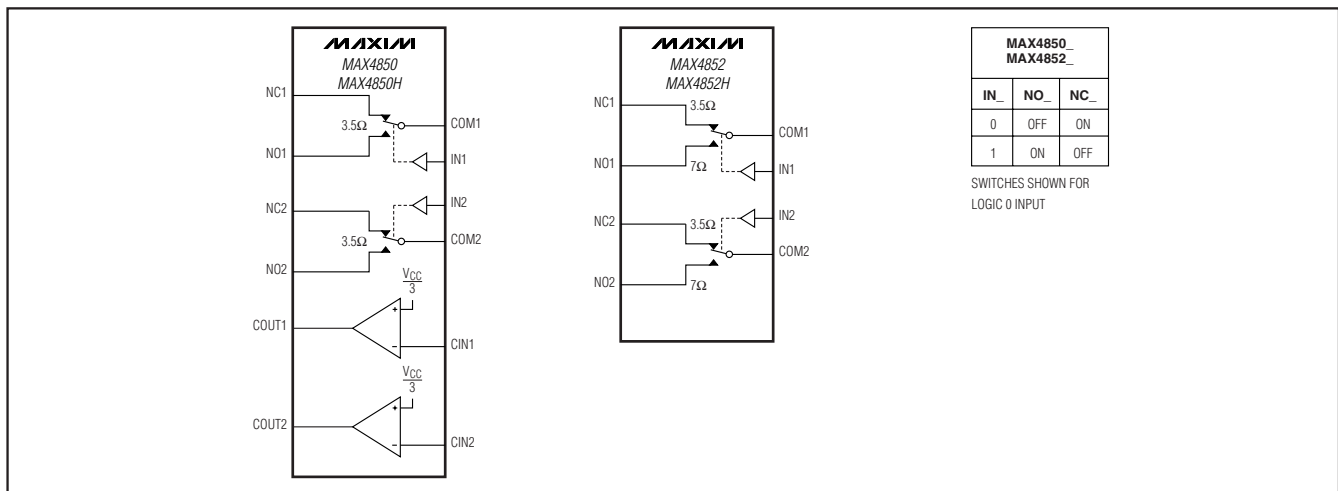 MAXIM
MAX4850
MAX4850H
NC1
3.5Ω
COM1
NO1
IN1
NC2
IN2
3.5Ω
COM2
NO2
VCC
3
+
COUT1
−
CIN1
VCC
3
+
COUT2
−
CIN2
MAXIM
MAX4852
MAX4852H
NC1
3.5Ω
COM1
NO1
7Ω
IN1
NC2
3.5Ω
IN2
COM2
NO2
7Ω
MAX4850_
MAX4852_
IN_ NO_ NC_
0 OFF ON
1 ON OFF
SWITCHES SHOWN FOR
LOGIC 0 INPUT